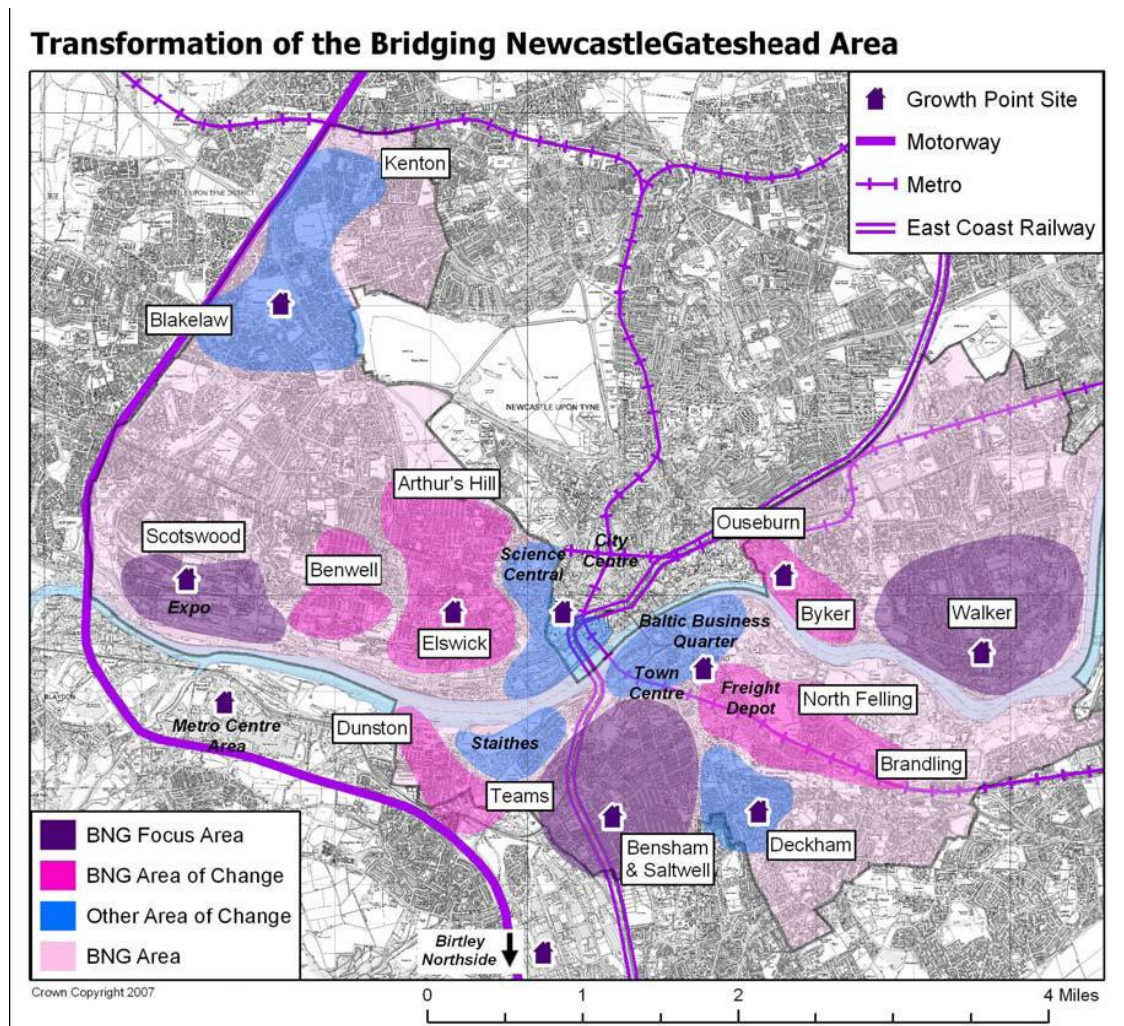 Transformation of the Bridging NewcastleGateshead Area
Growth Point Site
Motorway
Metro
East Coast Railway
Kenton
Blakelaw
NEWCASTLE UPON TYNE
Arthur's Hill
Scotswood
Ouseburn
City
Centre
Science
Central
Benwell
Expo
Byker
Walker
Elswick
Baltic Business
Quarter
Town
Centre
Freight
Depot
North Felling
Metro Centre
Area
Dunston
Staithes
Brandling
Teams
Bensham
& Saltwell
Deckham
BNG Focus Area
BNG Area of Change
Other Area of Change
BNG Area
Birtley
Northside
Crown Copyright 2007
0 1 2 4 Miles